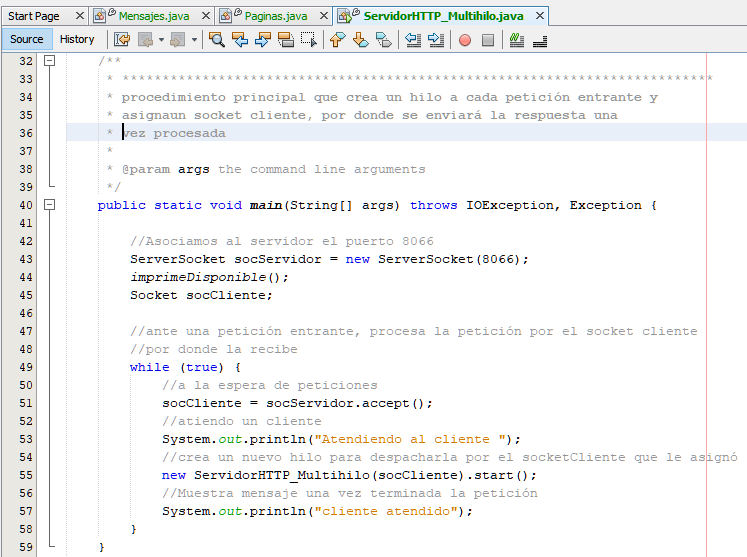 Start Page Mensajes.java Paginas.java ServidorHTTP_Multihilo.java
Source History
32 /**
33 * **************************************************************************
34 * procedimiento principal que crea un hilo a cada petición entrante y
35 * asignaun socket cliente, por donde se enviará la respuesta una
36 * vez procesada
37 *
38 * @param args the command line arguments
39 */
40 public static void main(String[] args) throws IOException, Exception {
41
42 //Asociamos al servidor el puerto 8066
43 ServerSocket socServidor = new ServerSocket(8066);
44 imprimeDisponible();
45 Socket socCliente;
46
47 //ante una petición entrante, procesa la petición por el socket cliente
48 //por donde la recibe
49 while (true) {
50 //a la espera de peticiones
51 socCliente = socServidor.accept();
52 //atiendo un cliente
53 System.out.println("Atendiendo al cliente ");
54 //crea un nuevo hilo para despacharla por el socketCliente que le asignó
55 new ServidorHTTP_Multihilo(socCliente).start();
56 //Muestra mensaje una vez terminada la petición
57 System.out.println("cliente atendido");
58 }
59 }